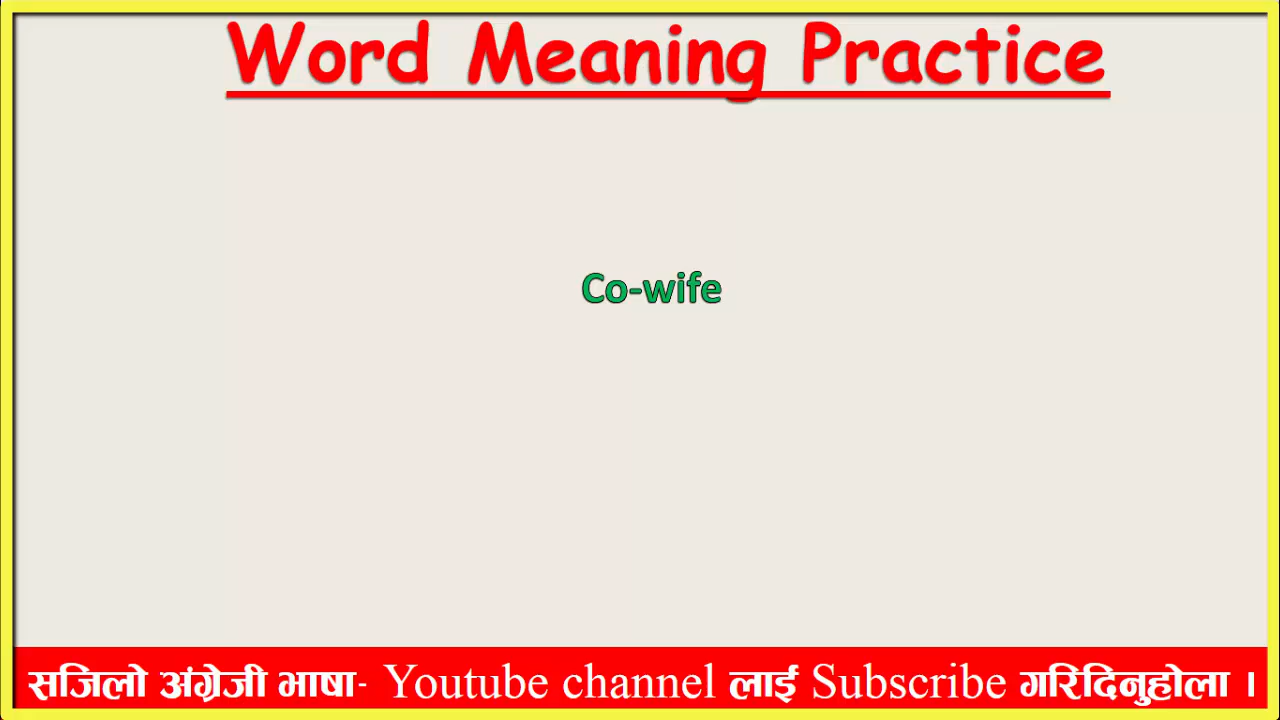 Word Meaning Practice
Co-wife
सजिलो अंग्रेजी भाषा- Youtube channel लाई Subscribe गरिदिनुहोला ।